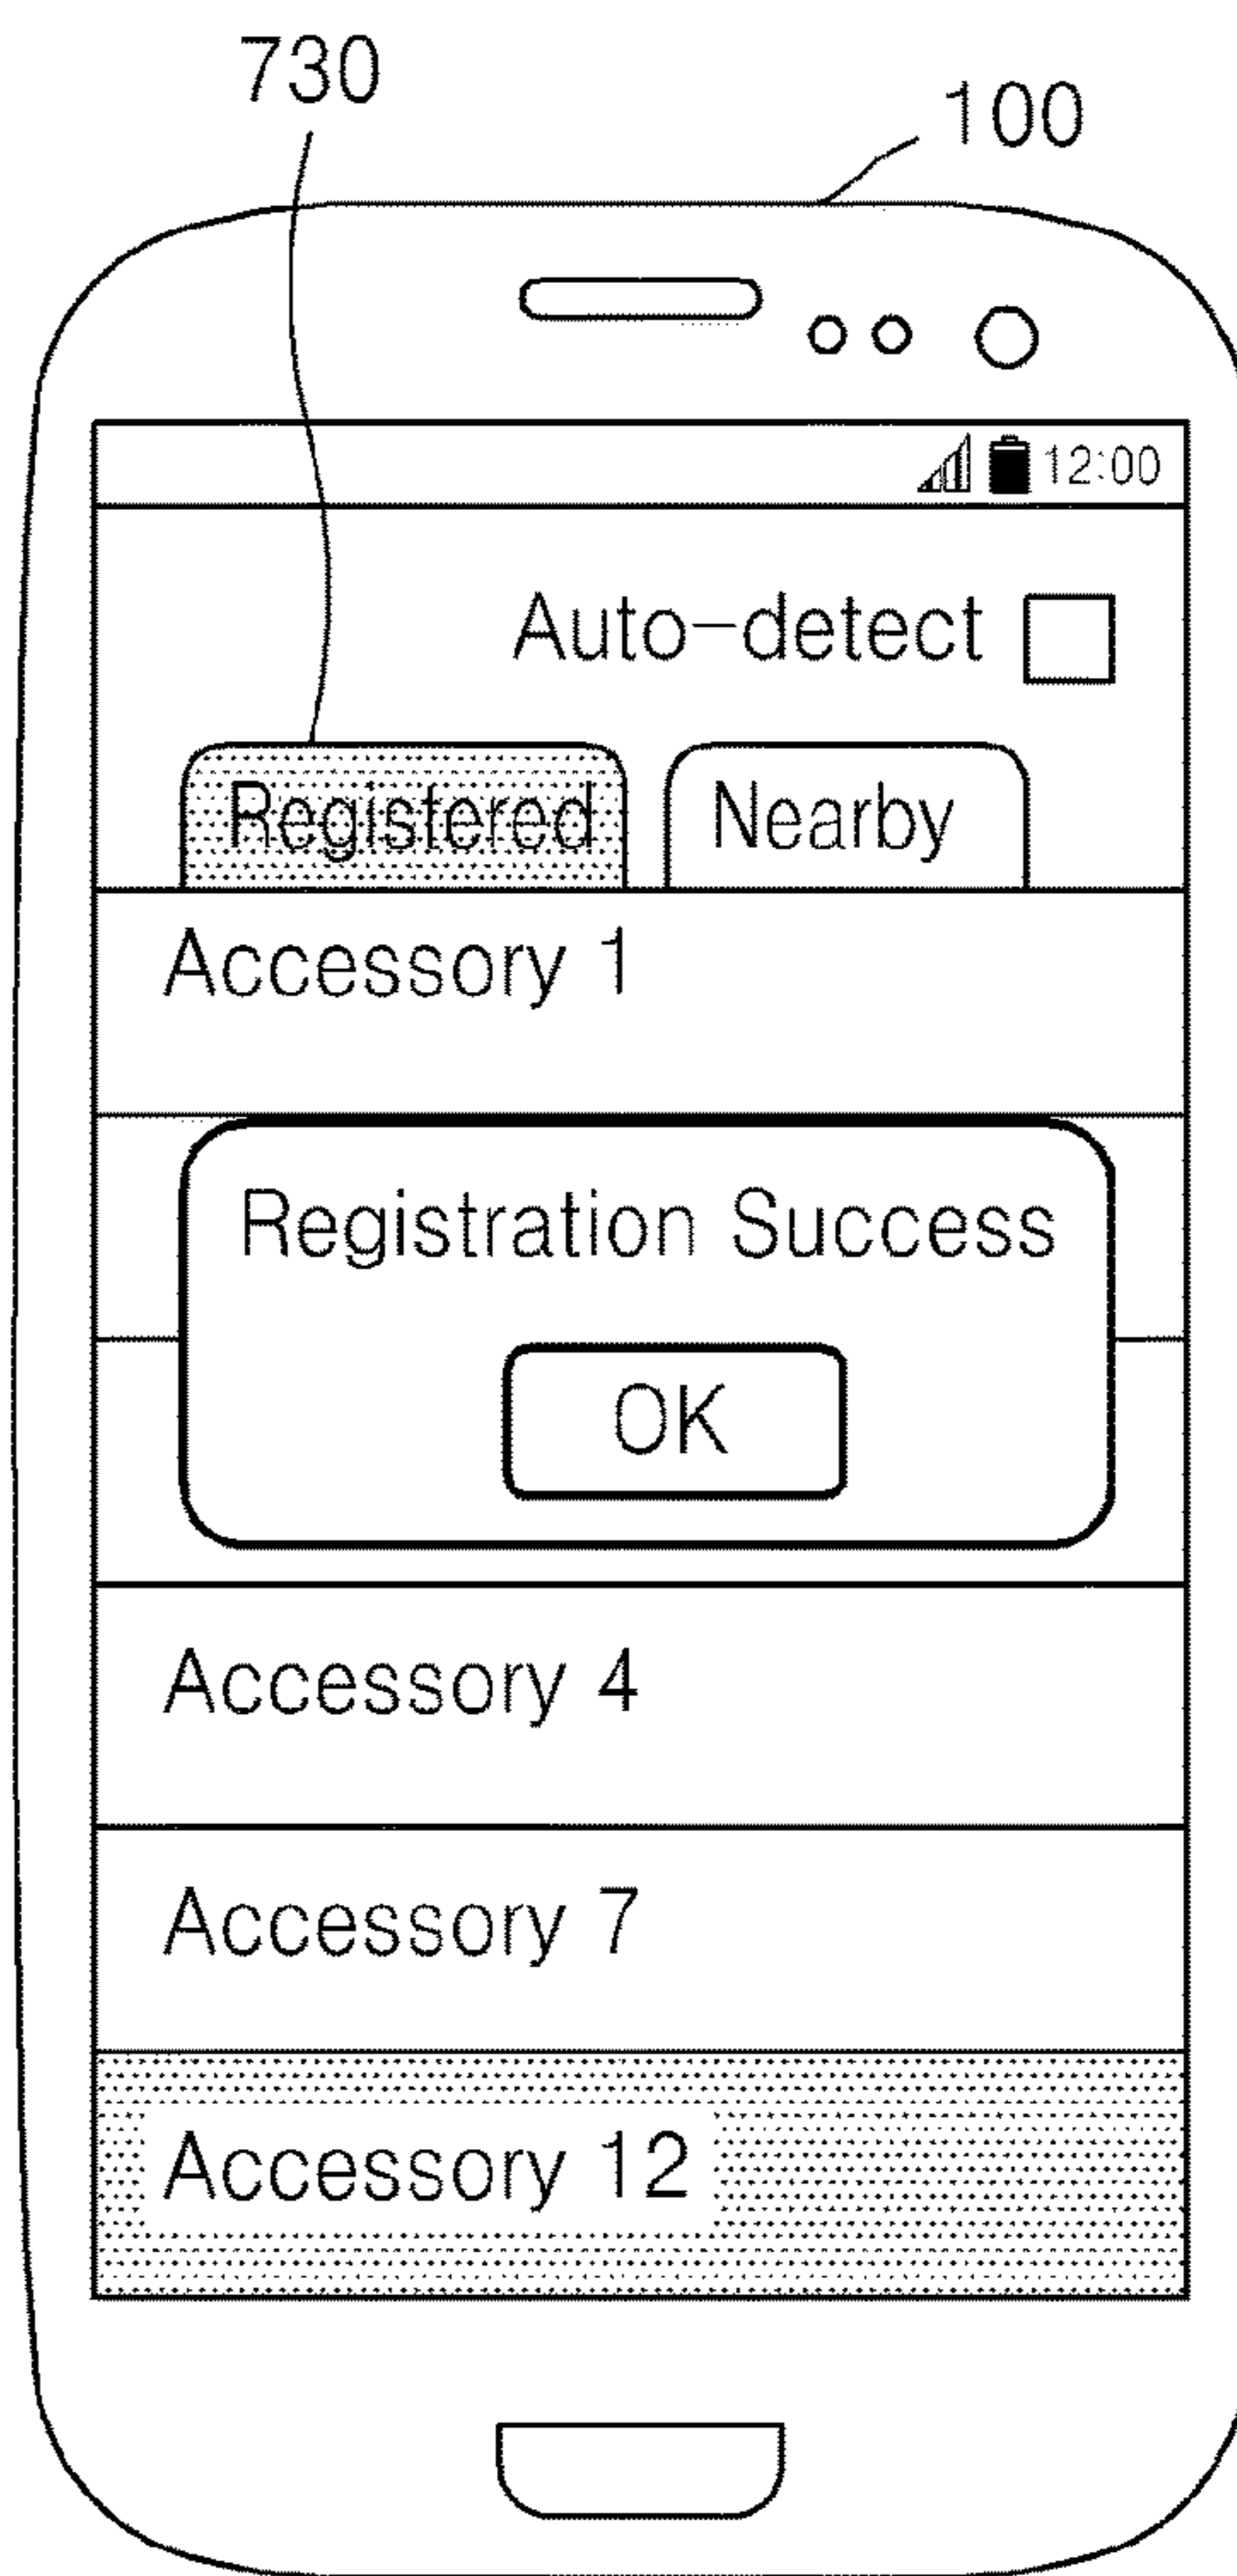 730
100
12:00
Auto-detect
Registered Nearby
Accessory 1
Registration Success
OK
Accessory 4
Accessory 7
Accessory 12